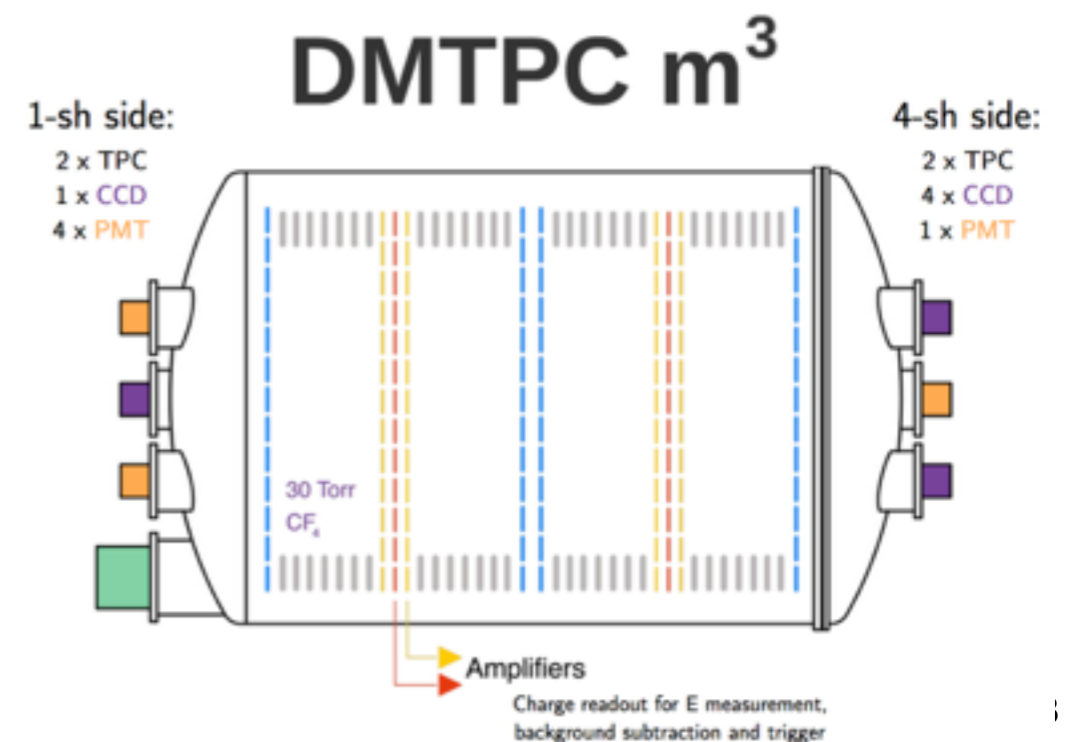 DMTPC m³
1-sh side:
2 x TPC
1 x CCD
4 x PMT
4-sh side:
2 x TPC
4 x CCD
1 x PMT
30 Torr
CF₄
Amplifiers
Charge readout for E measurement,
background subtraction and trigger